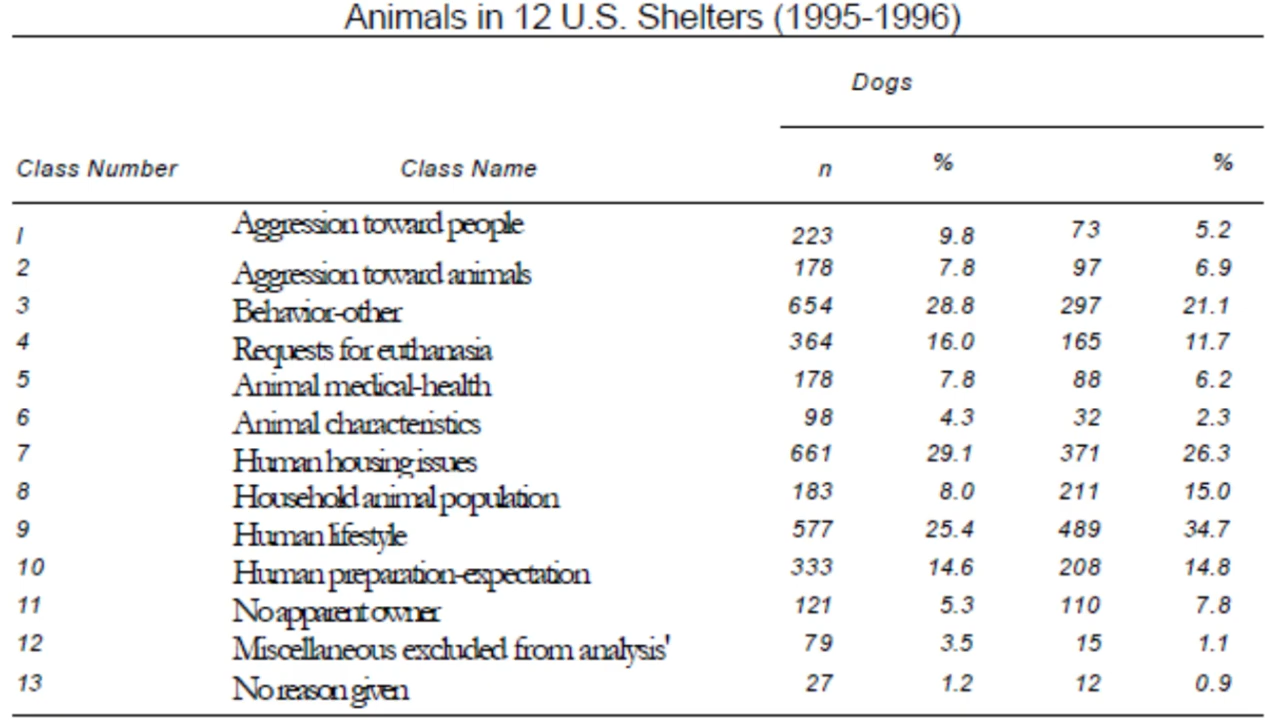 Animals in 12 U.S. Shelters (1995-1996)
Dogs
Class Number Class Name n % %
I Aggression toward people 223 9.8 73 5.2
2 Aggression toward animals 178 7.8 97 6.9
3 Behavior-other 654 28.8 297 21.1
4 Requests for euthanasia 364 16.0 165 11.7
5 Animal medical-health 178 7.8 88 6.2
6 Animal characteristics 98 4.3 32 2.3
7 Human housing issues 661 29.1 371 26.3
8 Household animal population 183 8.0 211 15.0
9 Human lifestyle 577 25.4 489 34.7
10 Human preparation-expectation 333 14.6 208 14.8
11 No apparent owner 121 5.3 110 7.8
12 Miscellaneous excluded from analysis' 79 3.5 15 1.1
13 No reason given 27 1.2 12 0.9